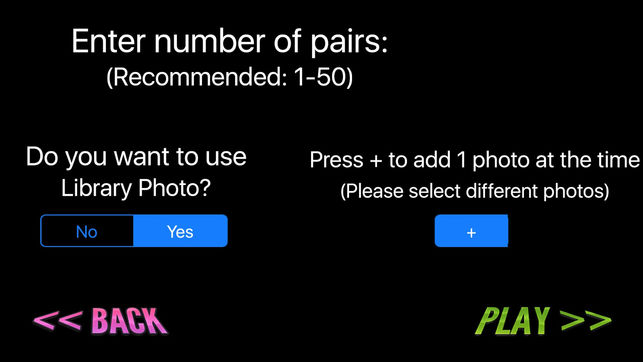 Enter number of pairs:
(Recommended: 1-50)
Do you want to use
Library Photo?
No Yes
Press + to add 1 photo at the time
(Please select different photos)
+
<< BACK
PLAY >>